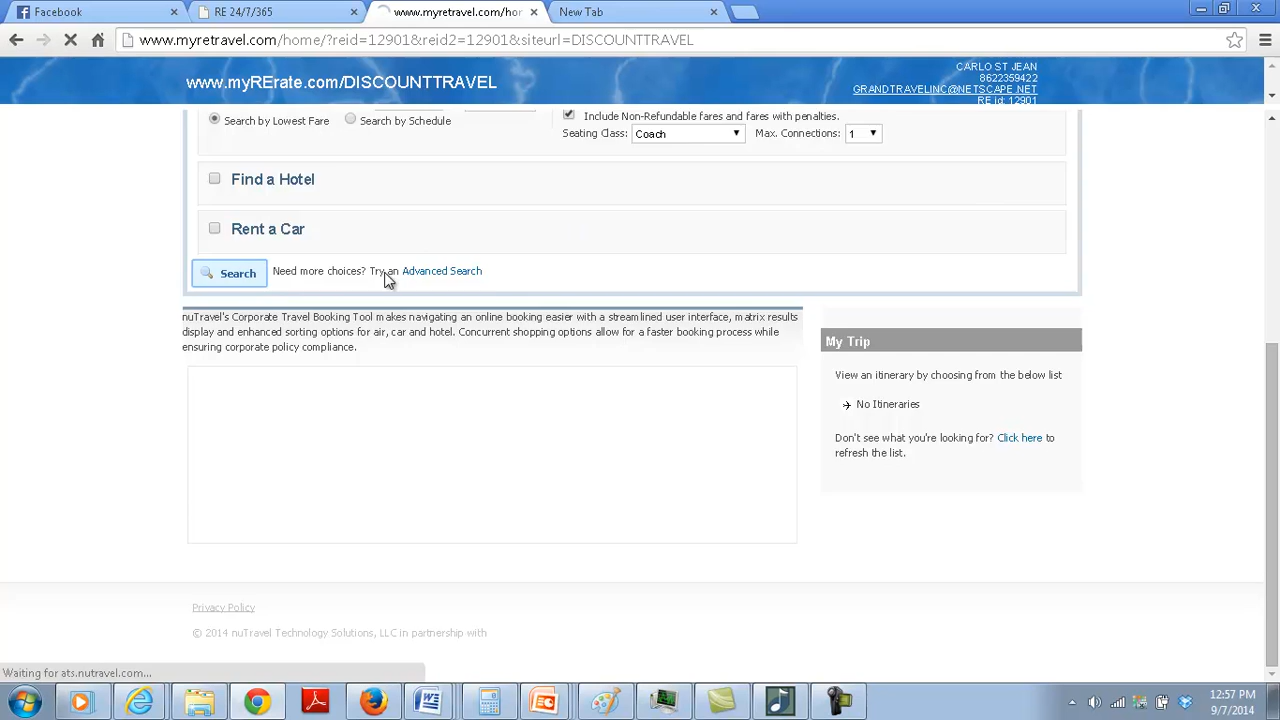 Facebook
RE 24/7/365
www.myretravel.com/hor
New Tab
www.myretravel.com/home/?reid=12901&reid2=12901&siteurl=DISCOUNTTRAVEL
www.myRErate.com/DISCOUNTTRAVEL
CARLO ST JEAN
8622359422
GRANDTRAVELINC@NETSCAPE.NET
RE id: 12901
Search by Lowest Fare
Search by Schedule
Include Non-Refundable fares and fares with penalties.
Seating Class: Coach
Max. Connections: 1
Find a Hotel
Rent a Car
Search
Need more choices? Try an Advanced Search
nuTravel's Corporate Travel Booking Tool makes navigating an online booking easier with a streamlined user interface, matrix results
display and enhanced sorting options for air, car and hotel. Concurrent shopping options allow for a faster booking process while
ensuring corporate policy compliance.
My Trip
View an itinerary by choosing from the below list
No Itineraries
Don't see what you're looking for? Click here to
refresh the list.
Privacy Policy
© 2014 nuTravel Technology Solutions, LLC in partnership with
Waiting for ats.nutravel.com...
12:57 PM
9/7/2014